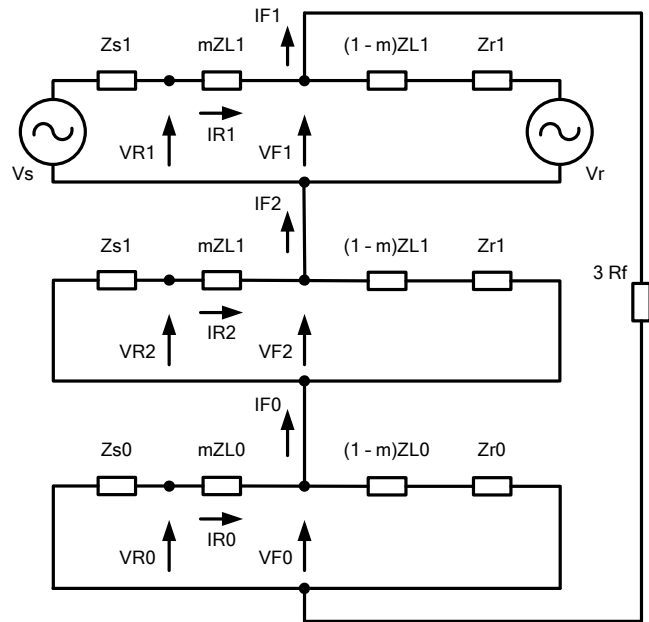 IF1
Zs1 mZL1 (1 - m)ZL1 Zr1
IR1
VR1 VF1
Vs Vr
IF2
Zs1 mZL1 (1 - m)ZL1 Zr1
3 Rf
IR2
VR2 VF2
IF0
Zs0 mZL0 (1 - m)ZL0 Zr0
IR0
VR0 VF0